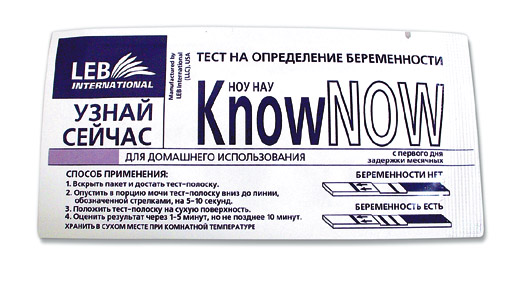 LEB
INTERNATIONAL
Manufactured by
LEB International
(LLC), USA
ТЕСТ НА ОПРЕДЕЛЕНИЕ БЕРЕМЕННОСТИ
НОУ НАУ
KnowNOW
УЗНАЙ
СЕЙЧАС
ДЛЯ ДОМАШНЕГО ИСПОЛЬЗОВАНИЯ
с первого дня
задержки месячных
СПОСОБ ПРИМЕНЕНИЯ:
1. Вскрыть пакет и достать тест-полоску.
2. Опустить в порцию мочи тест-полоску вниз до линии,
обозначенной стрелками, на 5-10 секунд.
3. Положить тест-полоску на сухую поверхность.
4. Оценить результат через 1-5 минут, но не позднее 10 минут.
ХРАНИТЬ В СУХОМ МЕСТЕ ПРИ КОМНАТНОЙ ТЕМПЕРАТУРЕ
БЕРЕМЕННОСТИ НЕТ
БЕРЕМЕННОСТЬ ЕСТЬ